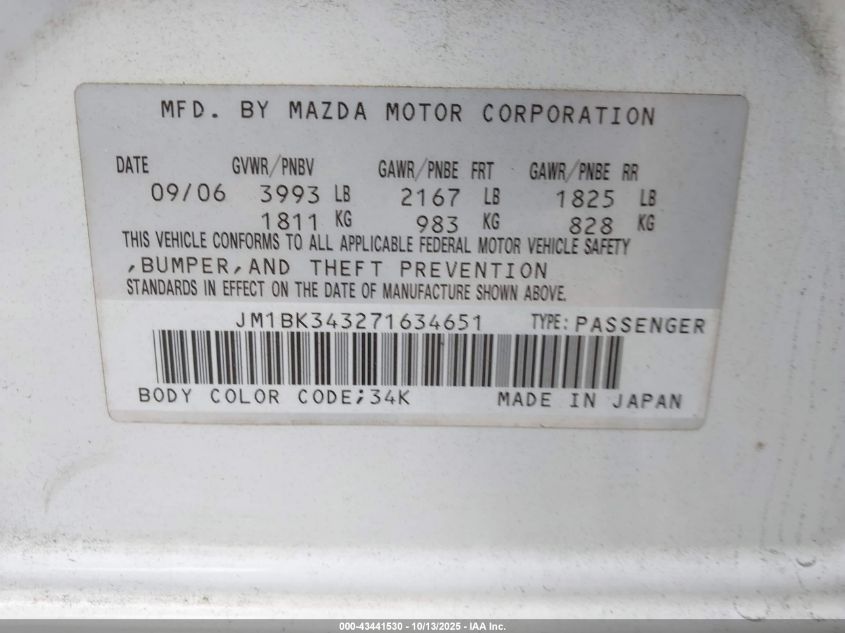 MFD. BY MAZDA MOTOR CORPORATION
DATE GVWR/PNBV GAWR/PNBE FRT GAWR/PNBE RR
09/06 3993 LB 2167 LB 1825 LB
1811 KG 983 KG 828 KG
THIS VEHICLE CONFORMS TO ALL APPLICABLE FEDERAL MOTOR VEHICLE SAFETY
,BUMPER,AND THEFT PREVENTION
STANDARDS IN EFFECT ON THE DATE OF MANUFACTURE SHOWN ABOVE.
JM1BK343271634651 TYPE: PASSENGER
BODY COLOR CODE;34K MADE IN JAPAN
000-43441530 - 10/13/2025 - IAA Inc.